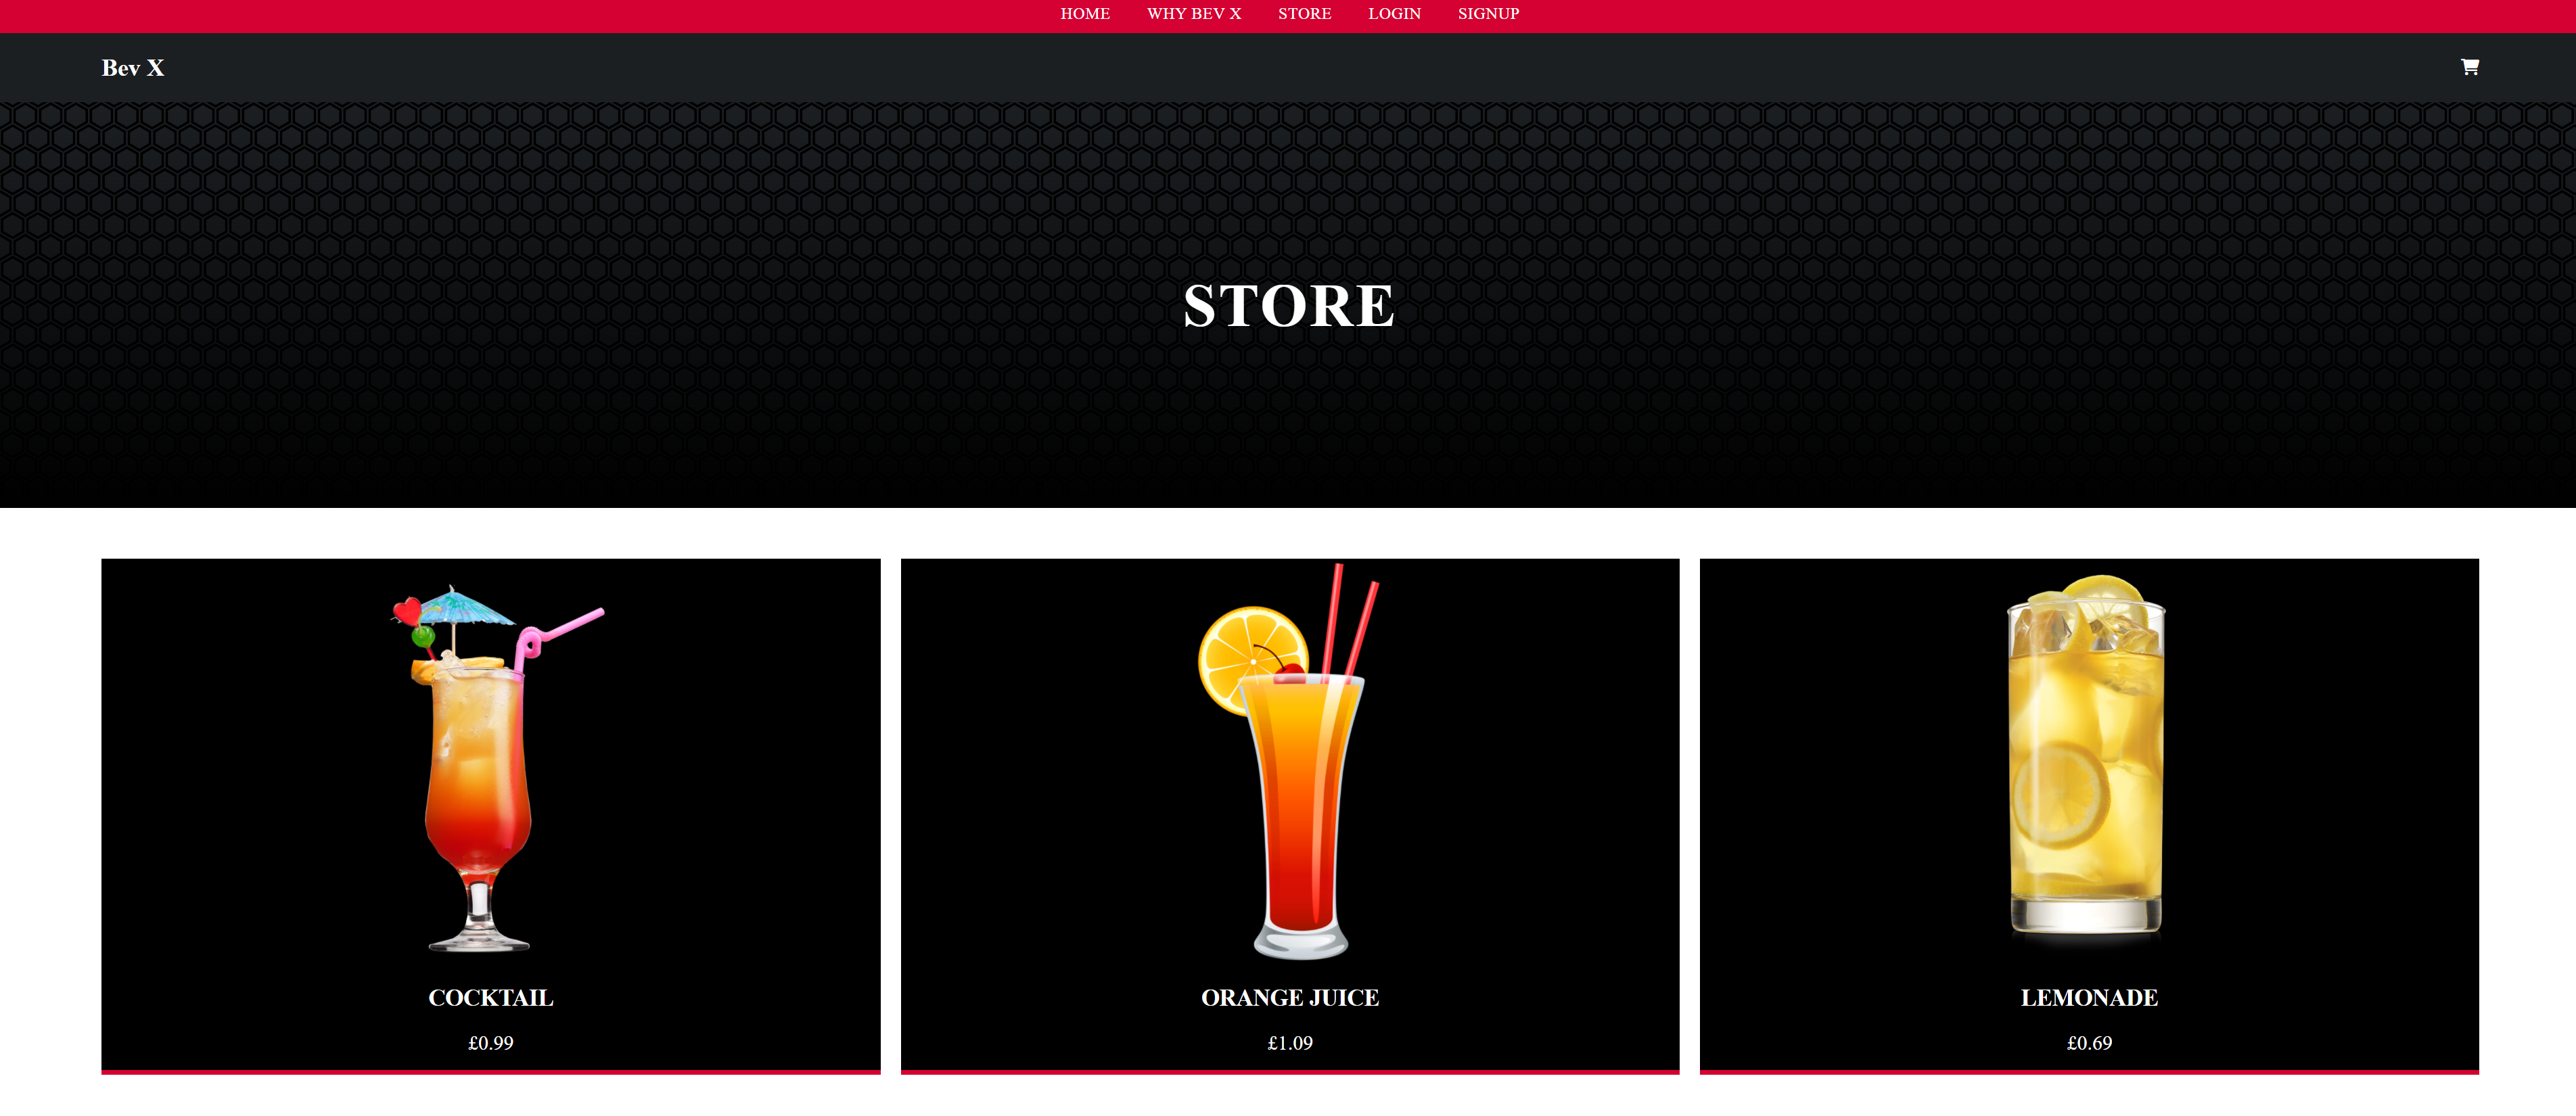 HOME WHY BEV X STORE LOGIN SIGNUP
Bev X
STORE
COCKTAIL
£0.99
ORANGE JUICE
£1.09
LEMONADE
£0.69